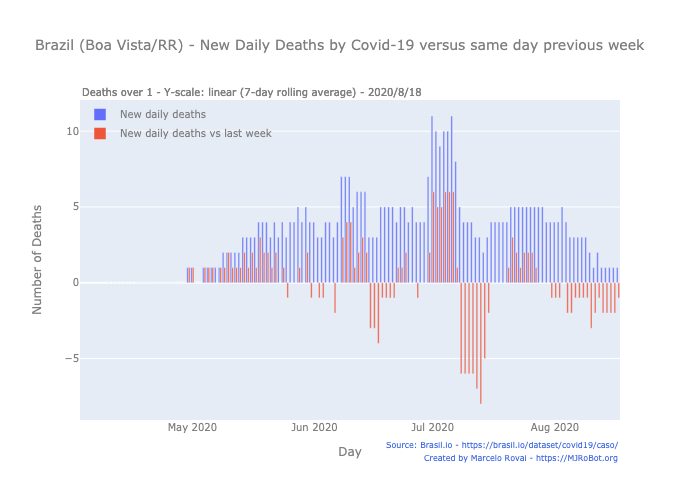 Brazil (Boa Vista/RR) - New Daily Deaths by Covid-19 versus same day previous week
Deaths over 1 - Y-scale: linear (7-day rolling average) - 2020/8/18
New daily deaths
New daily deaths vs last week
10
5
0
−5
Number of Deaths
May 2020 Jun 2020 Jul 2020 Aug 2020
Day
Source: Brasil.io - https://brasil.io/dataset/covid19/caso/
Created by Marcelo Rovai - https://MJRoBot.org